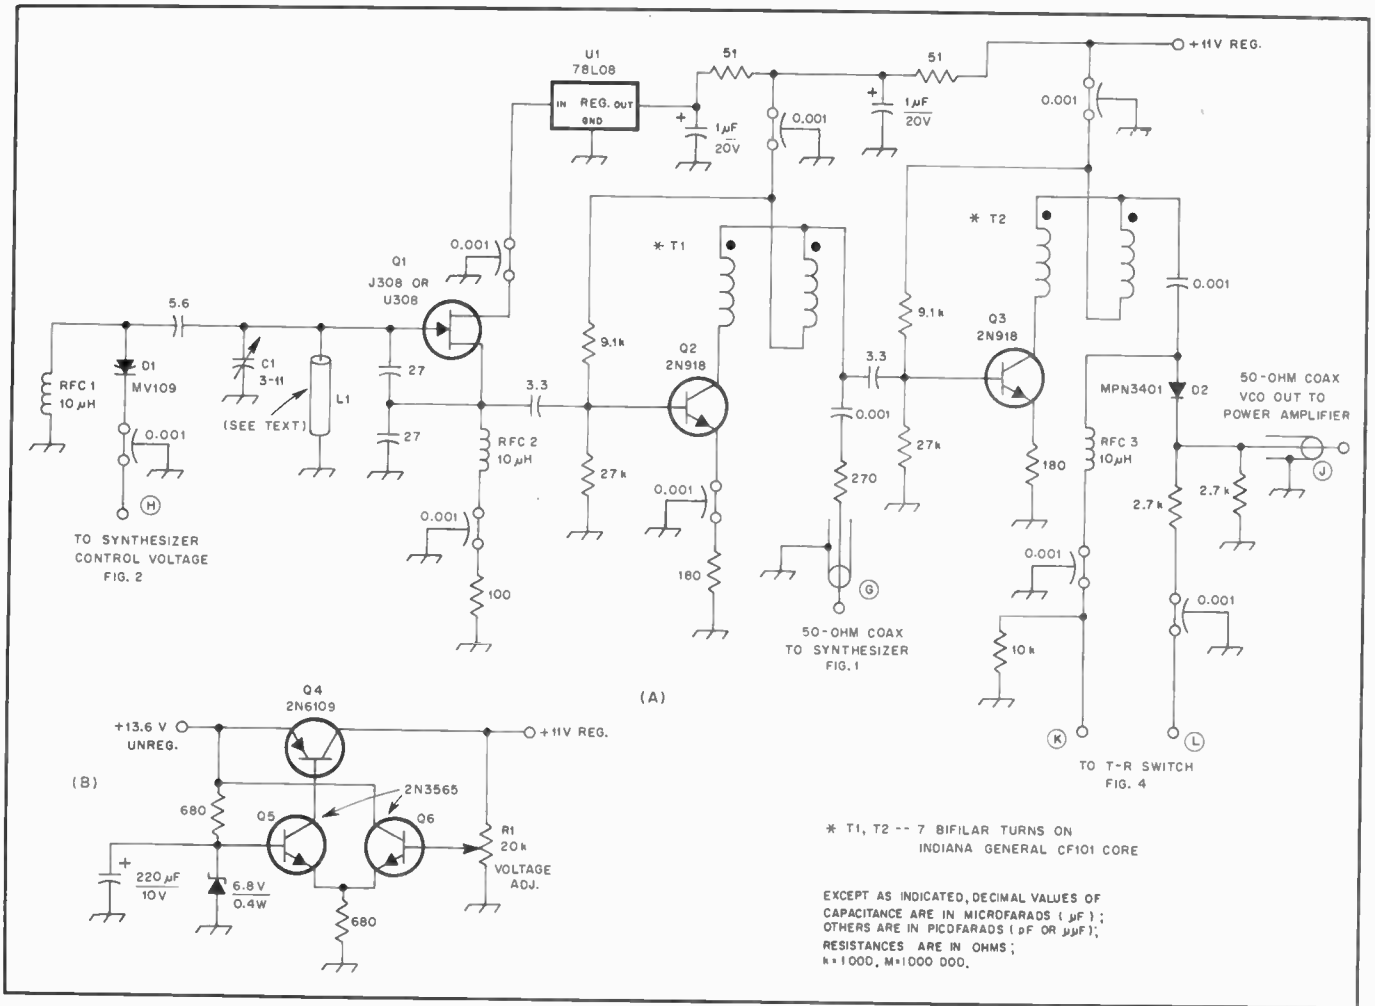 +11V REG.
U1
78L08
IN REG. OUT
GND
51
51
+
1µF
20V
0.001
+
1µF
20V
0.001
* T1
* T2
0.001
Q1
J308 OR
U308
5.6
RFC 1
10 µH
D1
MV109
0.001
H
TO SYNTHESIZER
CONTROL VOLTAGE
FIG. 2
C1
3-11
L1
(SEE TEXT)
27
27
3.3
RFC 2
10µH
0.001
100
9.1k
27k
Q2
2N918
0.001
180
3.3
0.001
270
G
50-OHM COAX
TO SYNTHESIZER
FIG. 1
9.1k
27k
Q3
2N918
180
0.001
MPN3401
D2
RFC 3
10µH
50-OHM COAX
VCO OUT TO
POWER AMPLIFIER
J
2.7k
2.7k
0.001
0.001
10k
K
L
TO T-R SWITCH
FIG. 4
(A)
(B)
+13.6 V
UNREG.
Q4
2N6109
+11V REG.
2N3565
680
Q5
Q6
R1
20k
VOLTAGE
ADJ.
+
220µF
10V
6.8V
0.4W
680
* T1, T2 -- 7 BIFILAR TURNS ON
INDIANA GENERAL CF101 CORE
EXCEPT AS INDICATED, DECIMAL VALUES OF
CAPACITANCE ARE IN MICROFARADS ( µF ) ;
OTHERS ARE IN PICOFARADS ( pF OR µµF);
RESISTANCES ARE IN OHMS ;
k=1000, M=1000 000.